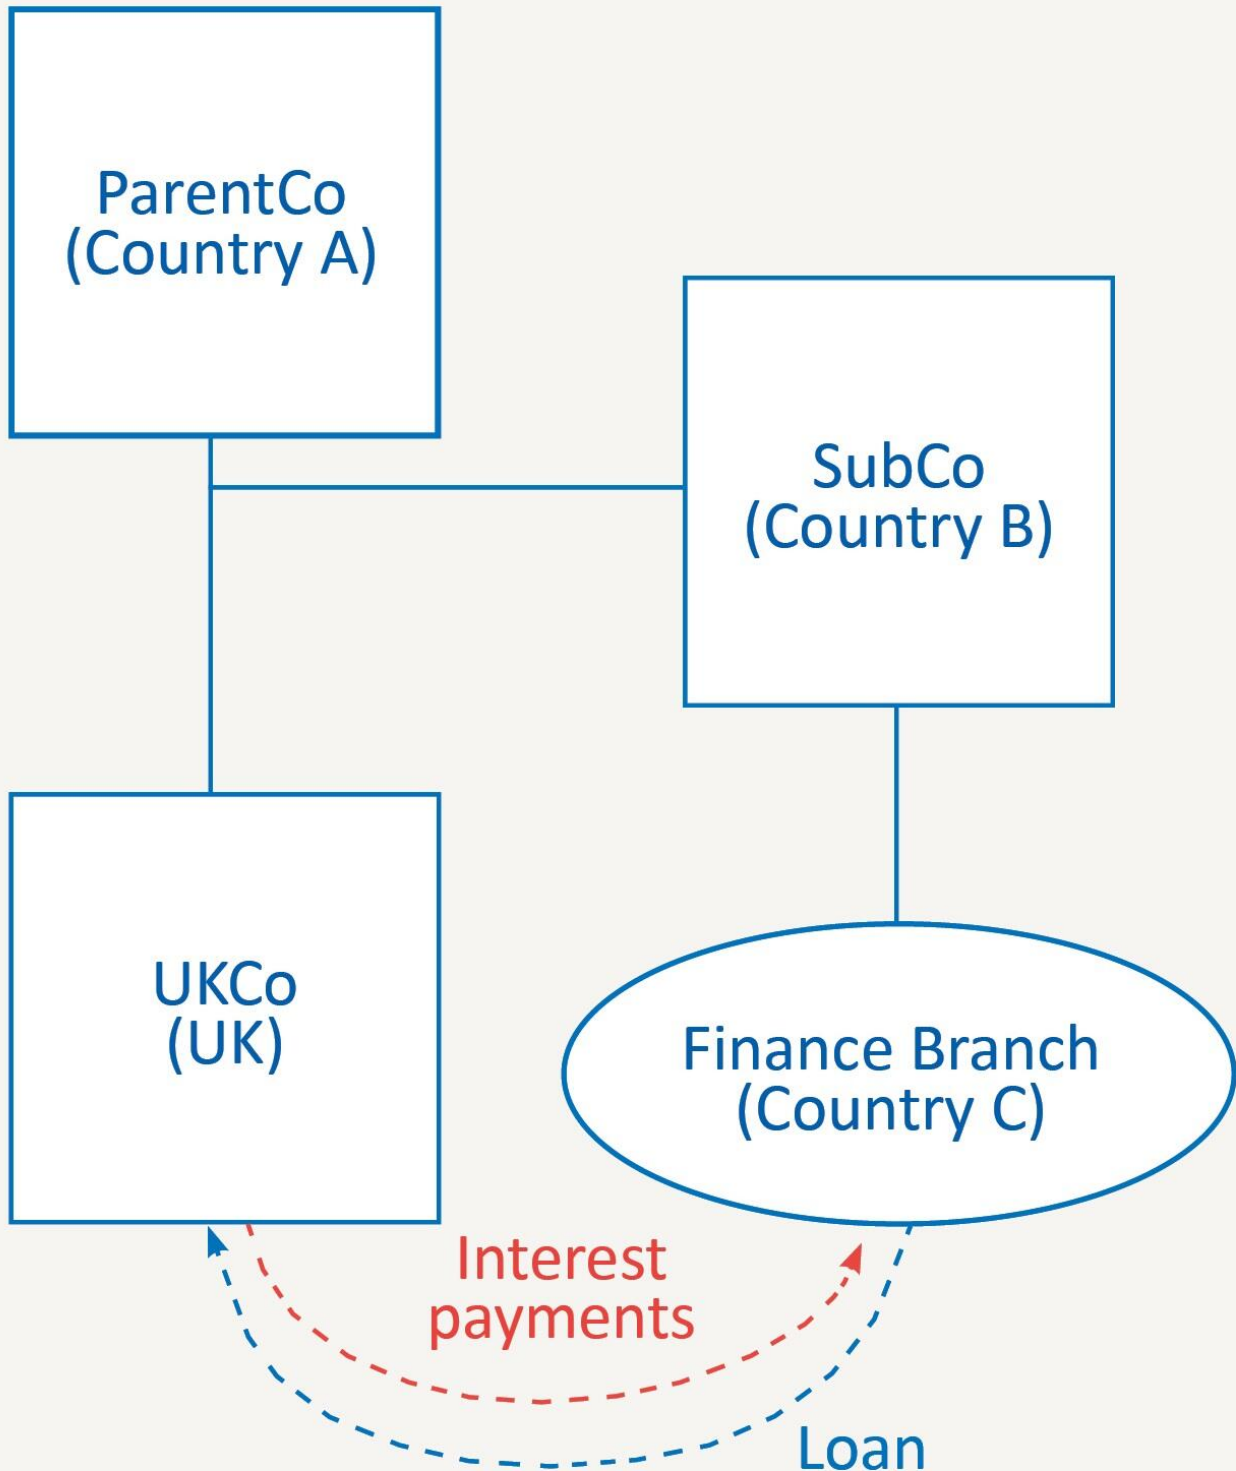 ParentCo
(Country A)
SubCo
(Country B)
UKCo
(UK)
Finance Branch
(Country C)
Interest
payments
Loan